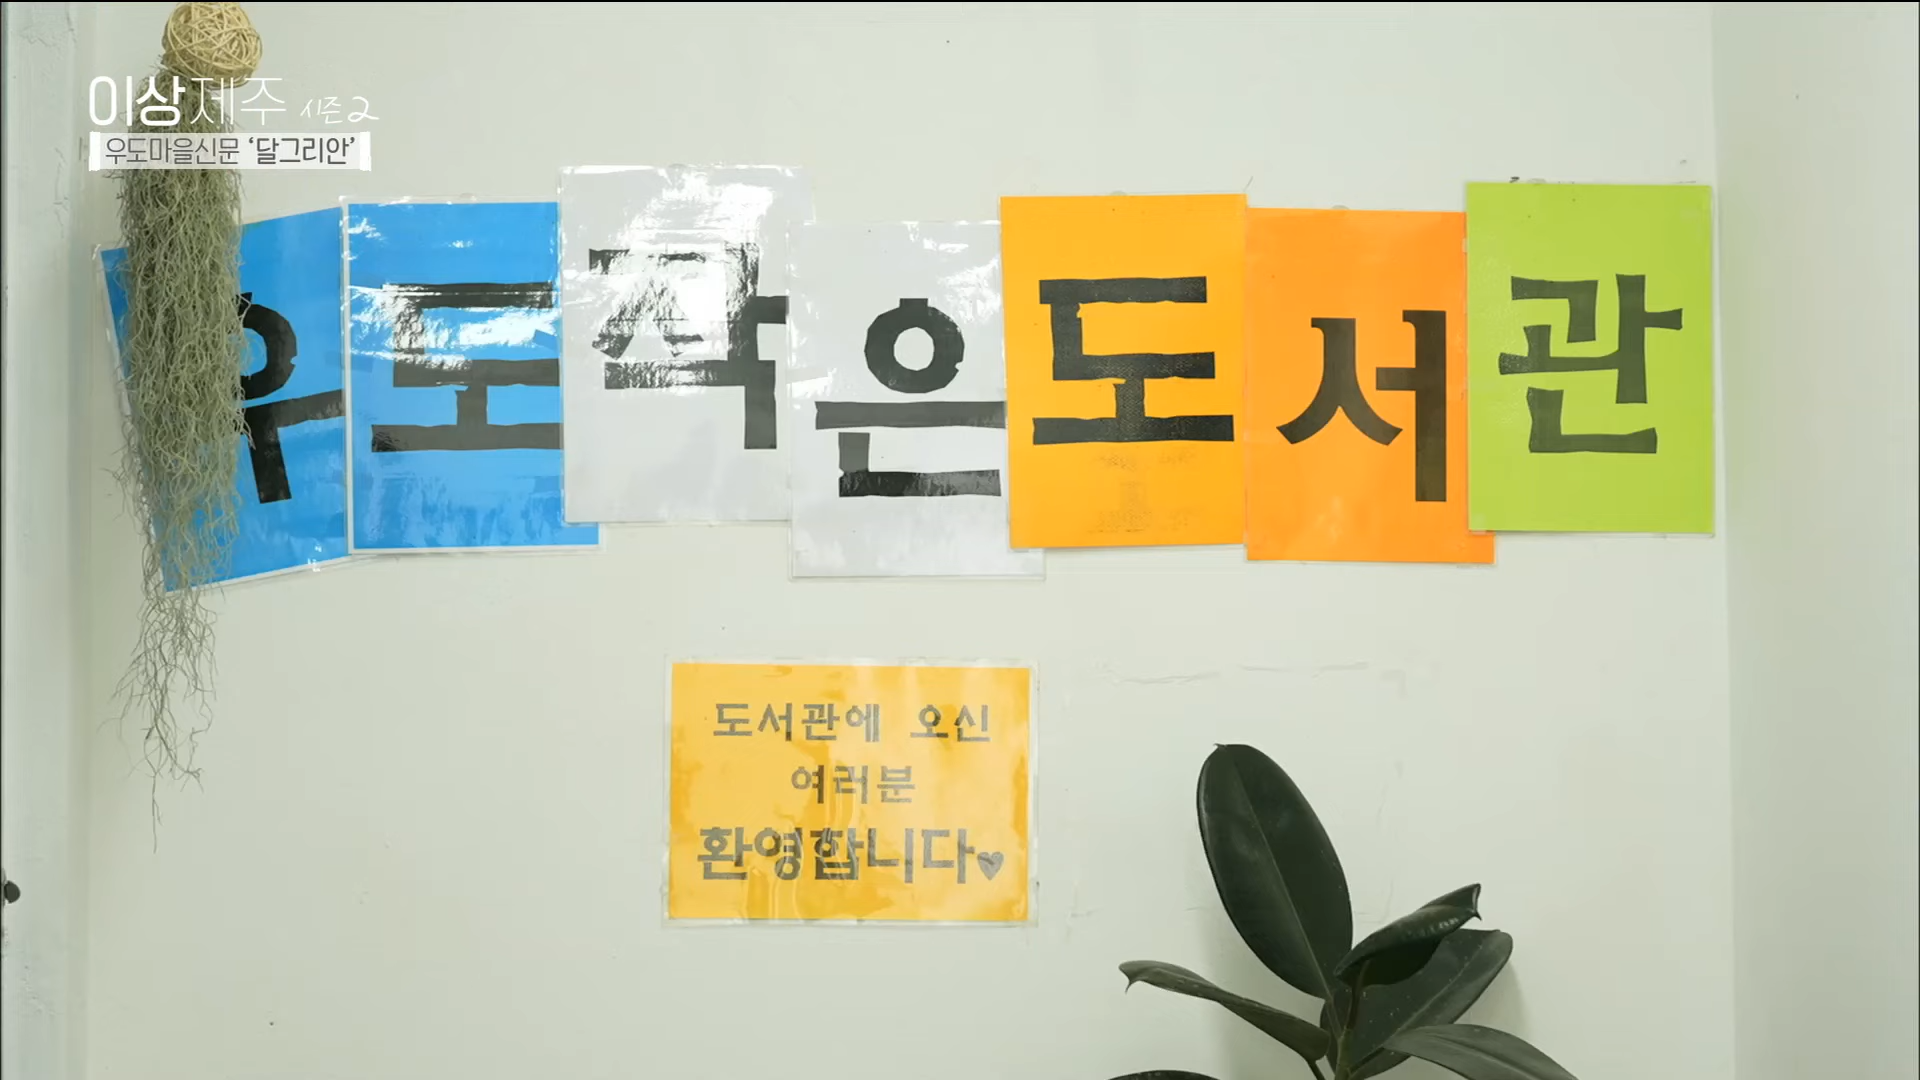 이상제주 시즌2
우도마을신문 ‘달그리안’
우도작은도서관
도서관에 오신
여러분
환영합니다♥